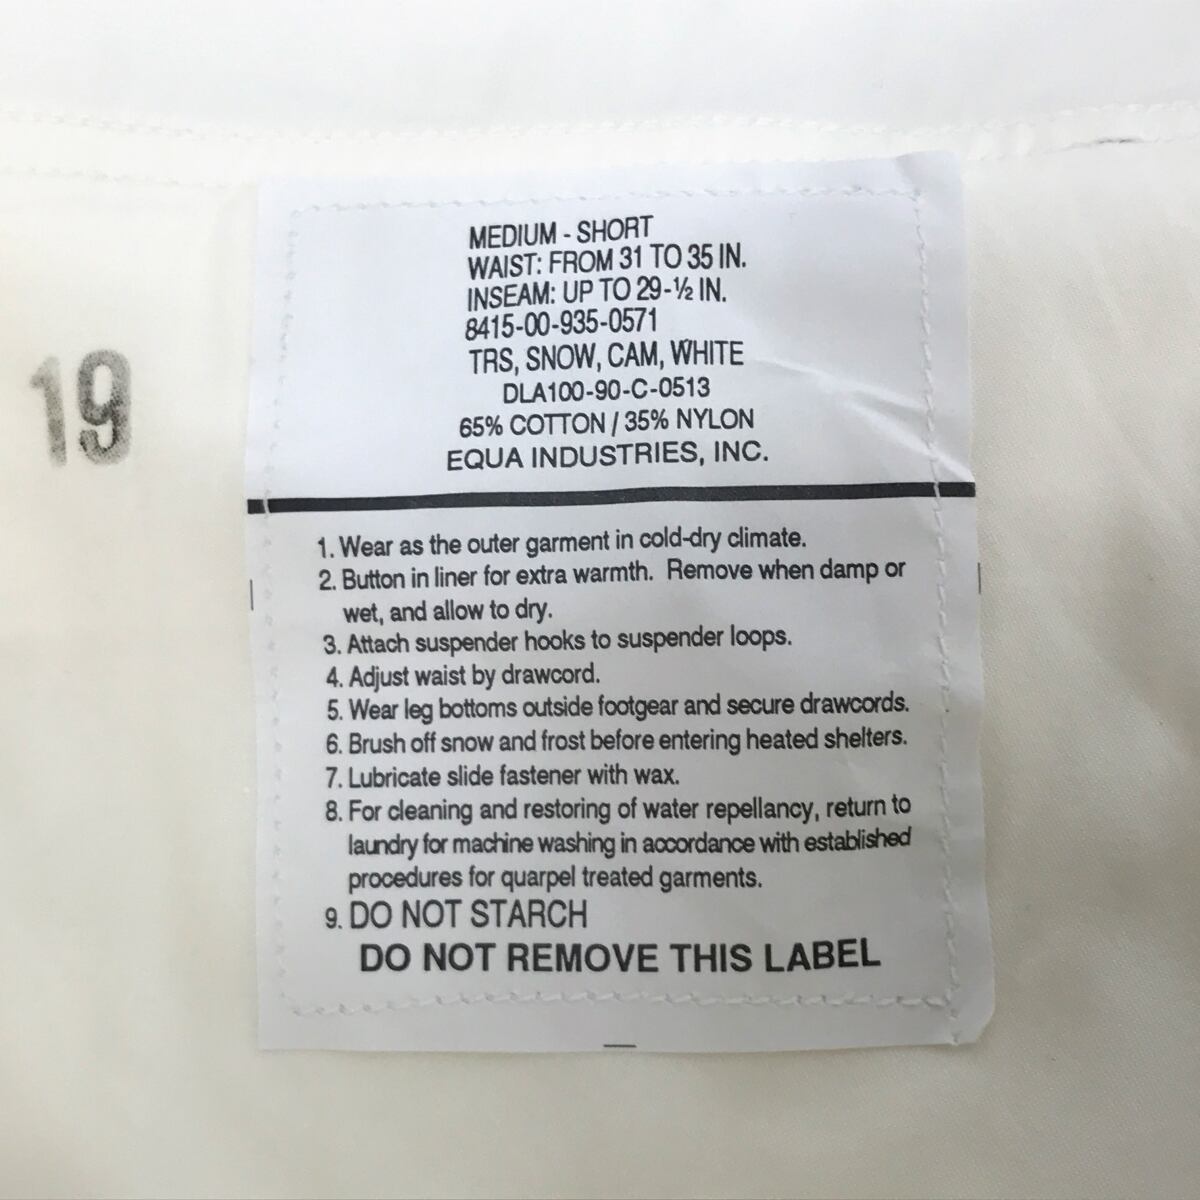 MEDIUM - SHORT
WAIST: FROM 31 TO 35 IN.
INSEAM: UP TO 29-½ IN.
8415-00-935-0571
TRS, SNOW, CAM, WHITE
DLA100-90-C-0513
65% COTTON / 35% NYLON
EQUA INDUSTRIES, INC.
19
1. Wear as the outer garment in cold-dry climate.
2. Button in liner for extra warmth. Remove when damp or
wet, and allow to dry.
3. Attach suspender hooks to suspender loops.
4. Adjust waist by drawcord.
5. Wear leg bottoms outside footgear and secure drawcords.
6. Brush off snow and frost before entering heated shelters.
7. Lubricate slide fastener with wax.
8. For cleaning and restoring of water repellancy, return to
laundry for machine washing in accordance with established
procedures for quarpel treated garments.
9. DO NOT STARCH
DO NOT REMOVE THIS LABEL